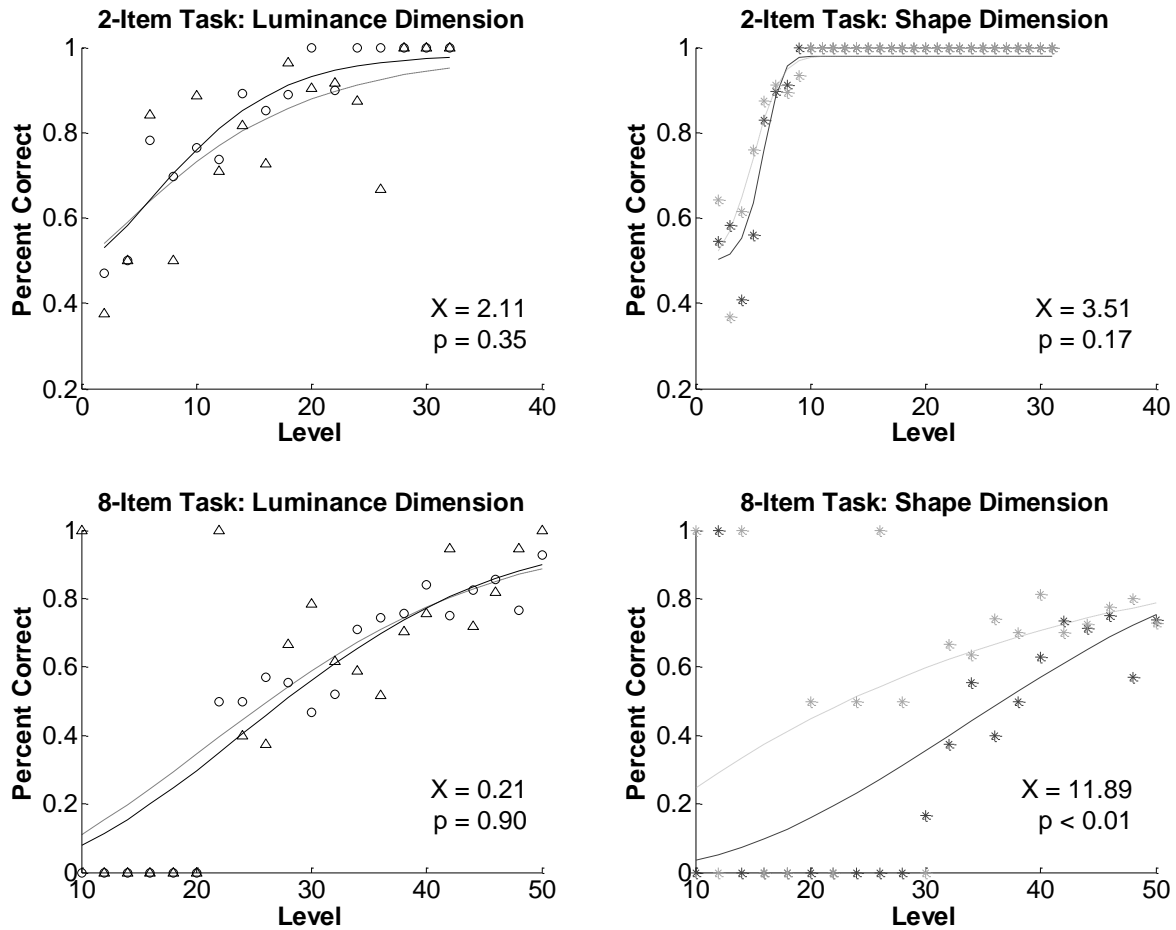 2-Item Task: Luminance Dimension
1
0.8
0.6
0.4
0.2
Percent Correct
X = 2.11
p = 0.35
0 10 20 30 40
Level
2-Item Task: Shape Dimension
1
0.8
0.6
0.4
0.2
Percent Correct
X = 3.51
p = 0.17
0 10 20 30 40
Level
8-Item Task: Luminance Dimension
1
0.8
0.6
0.4
0.2
0
Percent Correct
X = 0.21
p = 0.90
10 20 30 40 50
Level
8-Item Task: Shape Dimension
1
0.8
0.6
0.4
0.2
0
Percent Correct
X = 11.89
p < 0.01
10 20 30 40 50
Level